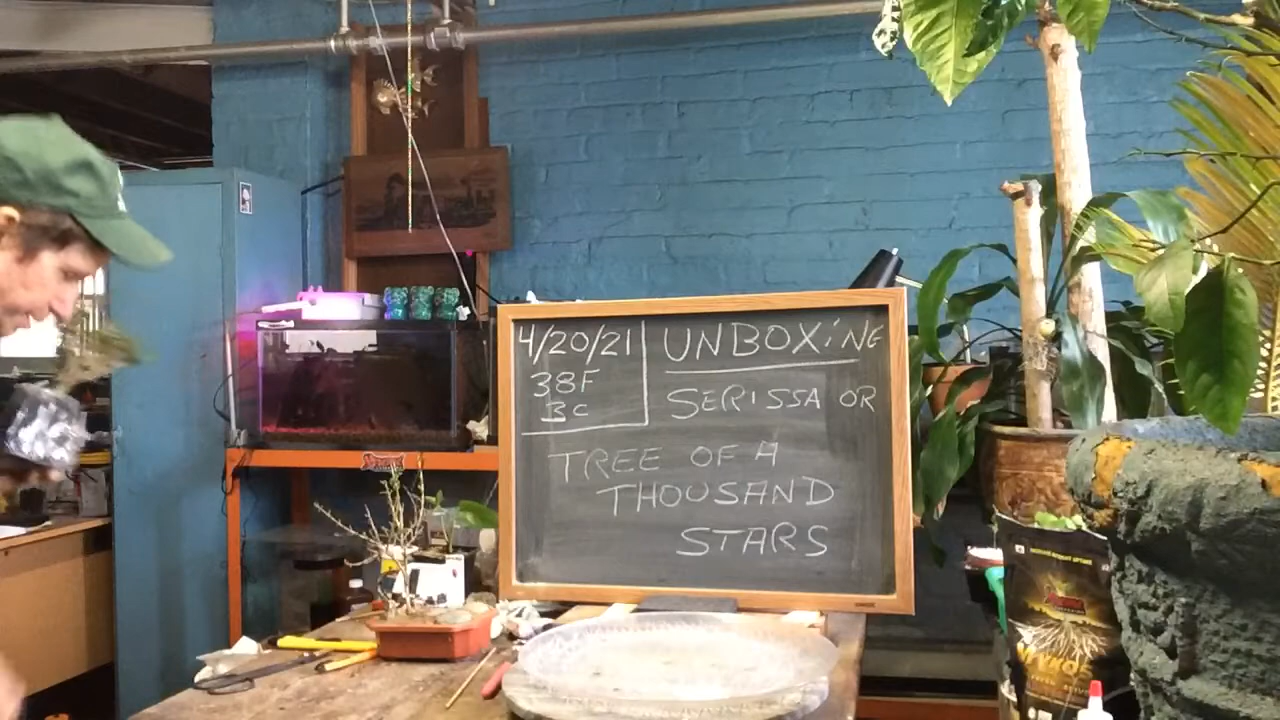 4/20/21
38F
3C
UNBOXiNG
SERISSA OR
TREE OF A
THOUSAND
STARS